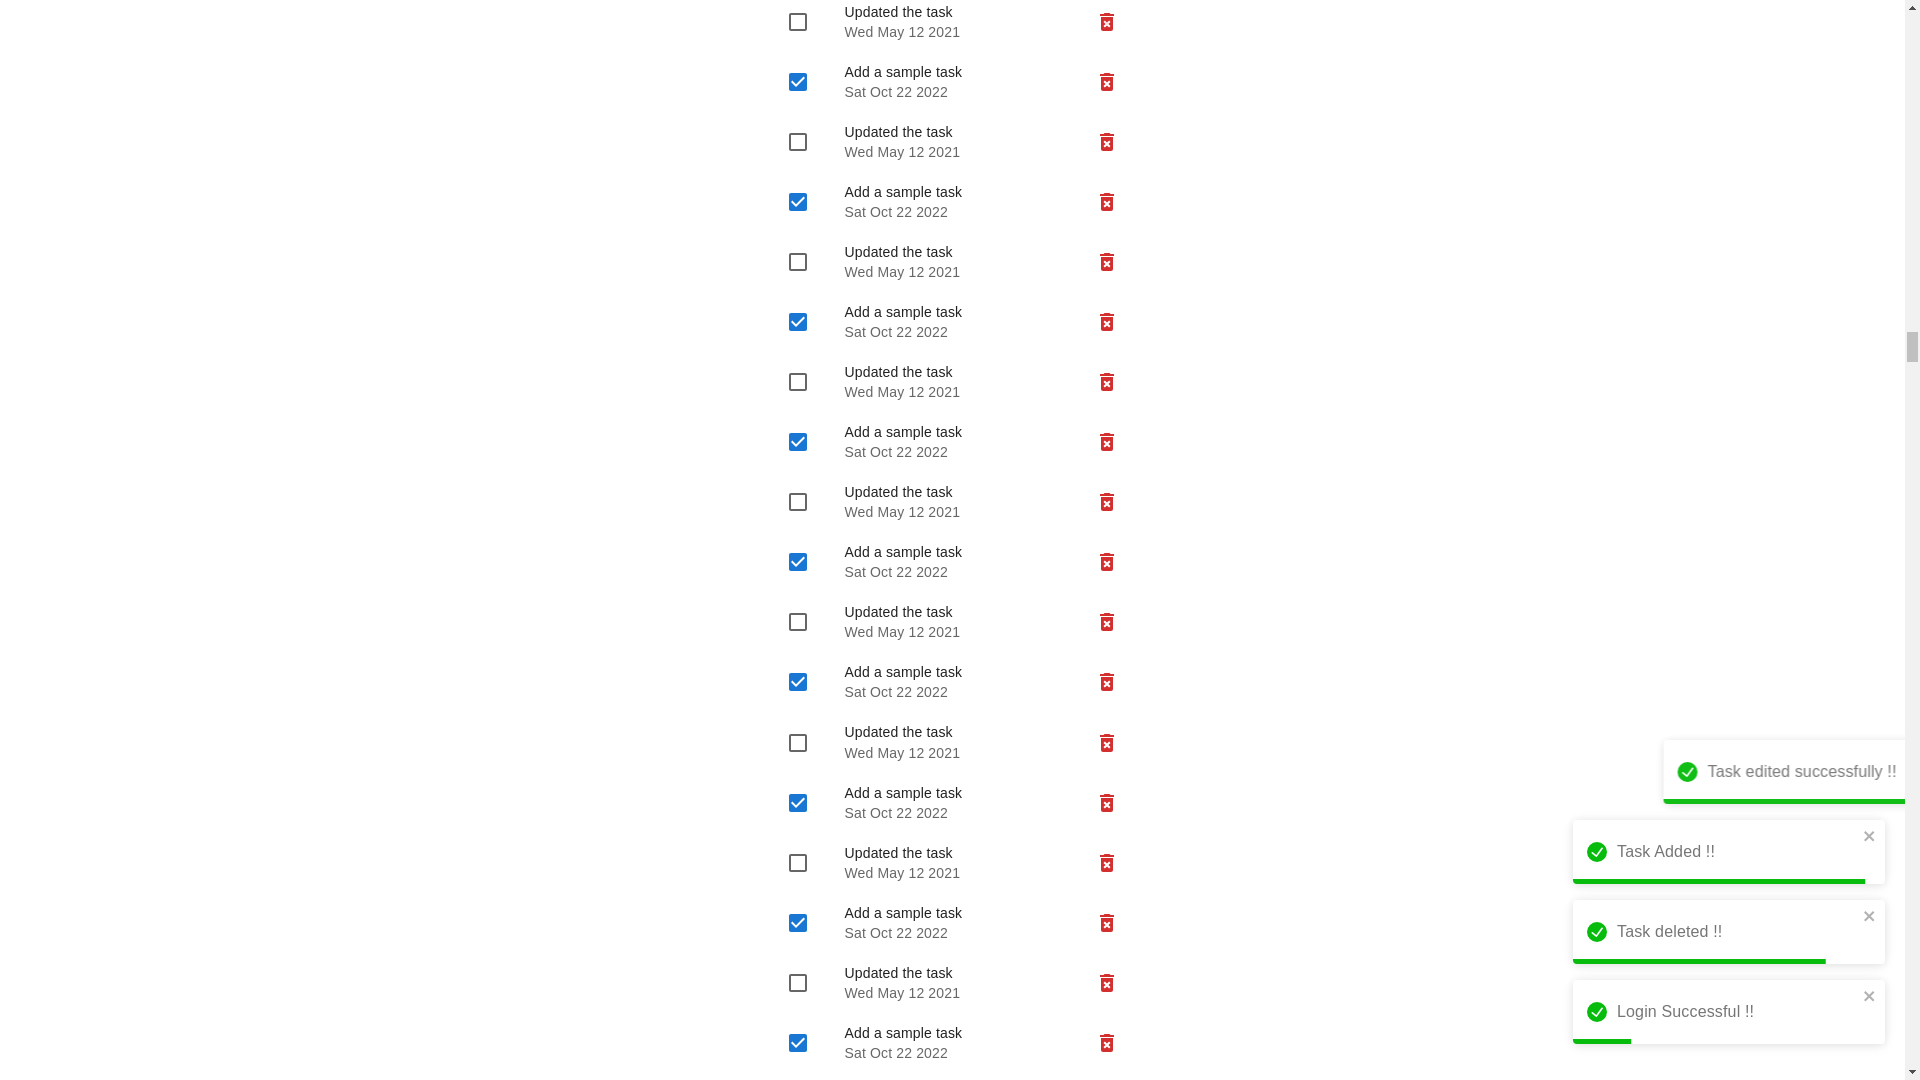 Updated the task
Wed May 12 2021
Add a sample task
Sat Oct 22 2022
Updated the task
Wed May 12 2021
Add a sample task
Sat Oct 22 2022
Updated the task
Wed May 12 2021
Add a sample task
Sat Oct 22 2022
Updated the task
Wed May 12 2021
Add a sample task
Sat Oct 22 2022
Updated the task
Wed May 12 2021
Add a sample task
Sat Oct 22 2022
Updated the task
Wed May 12 2021
Add a sample task
Sat Oct 22 2022
Updated the task
Wed May 12 2021
Add a sample task
Sat Oct 22 2022
Updated the task
Wed May 12 2021
Add a sample task
Sat Oct 22 2022
Updated the task
Wed May 12 2021
Add a sample task
Sat Oct 22 2022
Task edited successfully !!
Task Added !!
Task deleted !!
Login Successful !!